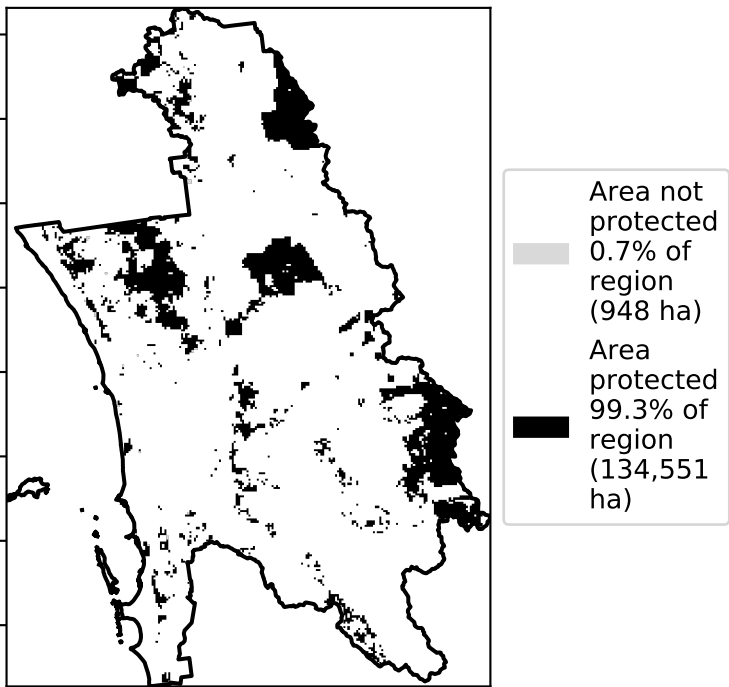 Area not
protected
0.7% of
region
(948 ha)
Area
protected
99.3% of
region
(134,551
ha)